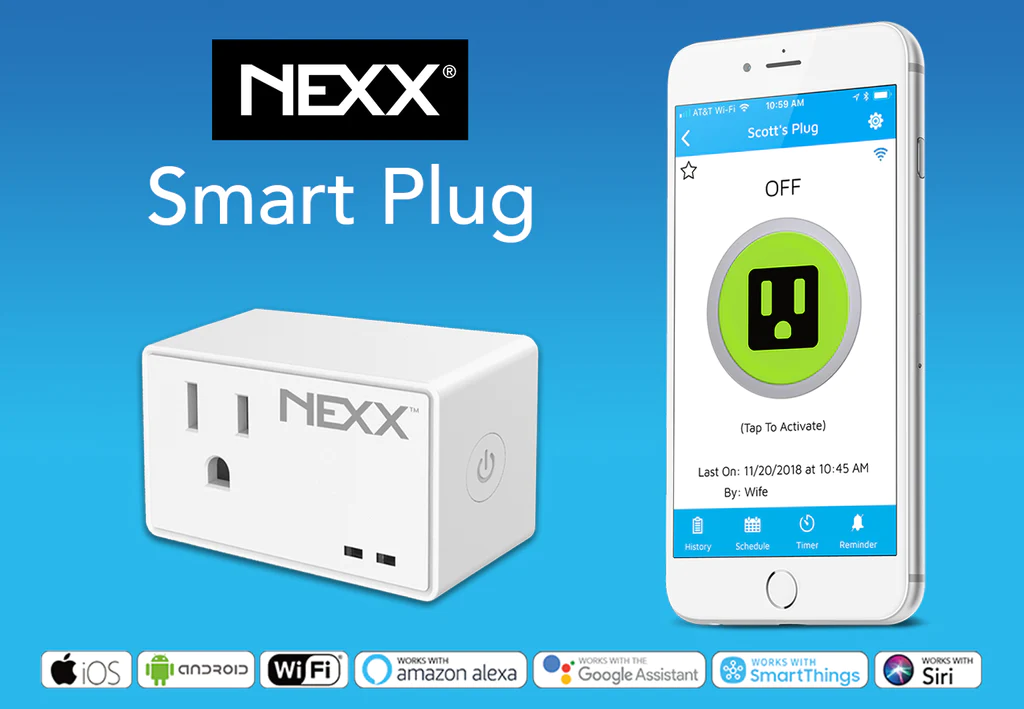 NEXX®
Smart Plug
NEXX™
AT&T Wi-Fi 10:59 AM
Scott's Plug
OFF
(Tap To Activate)
Last On: 11/20/2018 at 10:45 AM
By: Wife
History Schedule Timer Reminder
iOS
ANDROID
Wi Fi®
WORKS WITH
amazon alexa
WORKS WITH THE
Google Assistant
WORKS WITH
SmartThings
WORKS WITH
Siri